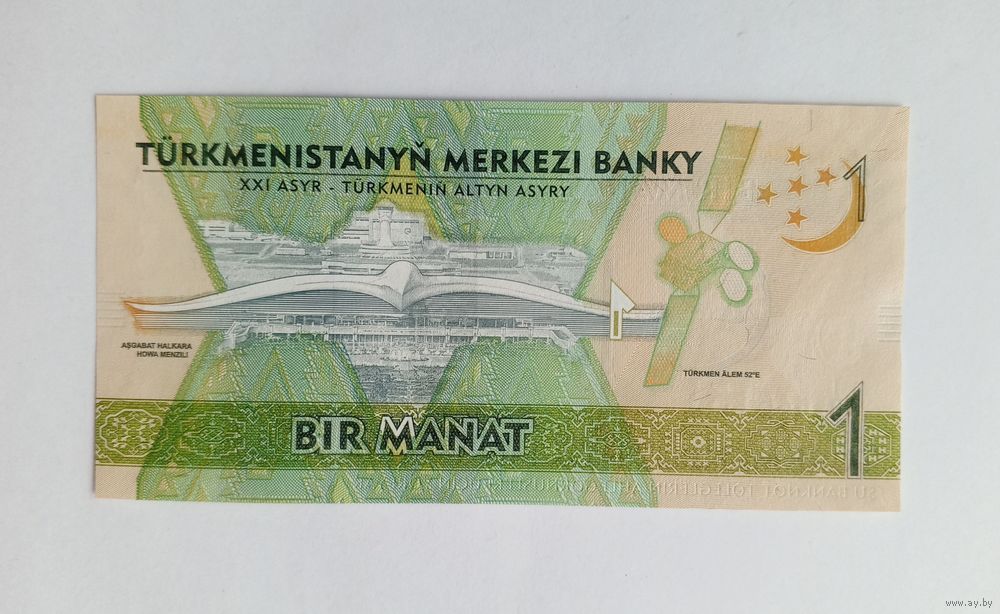 TÜRKMENISTANYŇ MERKEZI BANKY
XXI ASYR - TÜRKMENIŇ ALTYN ASYRY
1
1
AŞGABAT HALKARA
HOWA MENZILI
TÜRKMEN ÄLEM 52°E
BIR MANAT
1
www.ay.by